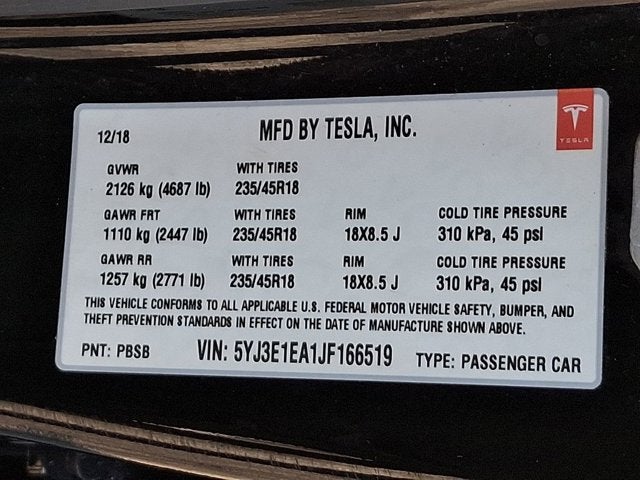 12/18 MFD BY TESLA, INC.
TESLA
GVWR WITH TIRES
2126 kg (4687 lb) 235/45R18
GAWR FRT WITH TIRES RIM COLD TIRE PRESSURE
1110 kg (2447 lb) 235/45R18 18X8.5 J 310 kPa, 45 psi
GAWR RR WITH TIRES RIM COLD TIRE PRESSURE
1257 kg (2771 lb) 235/45R18 18X8.5 J 310 kPa, 45 psi
THIS VEHICLE CONFORMS TO ALL APPLICABLE U.S. FEDERAL MOTOR VEHICLE SAFETY, BUMPER, AND
THEFT PREVENTION STANDARDS IN EFFECT ON THE DATE OF MANUFACTURE SHOWN ABOVE.
PNT: PBSB VIN: 5YJ3E1EA1JF166519 TYPE: PASSENGER CAR